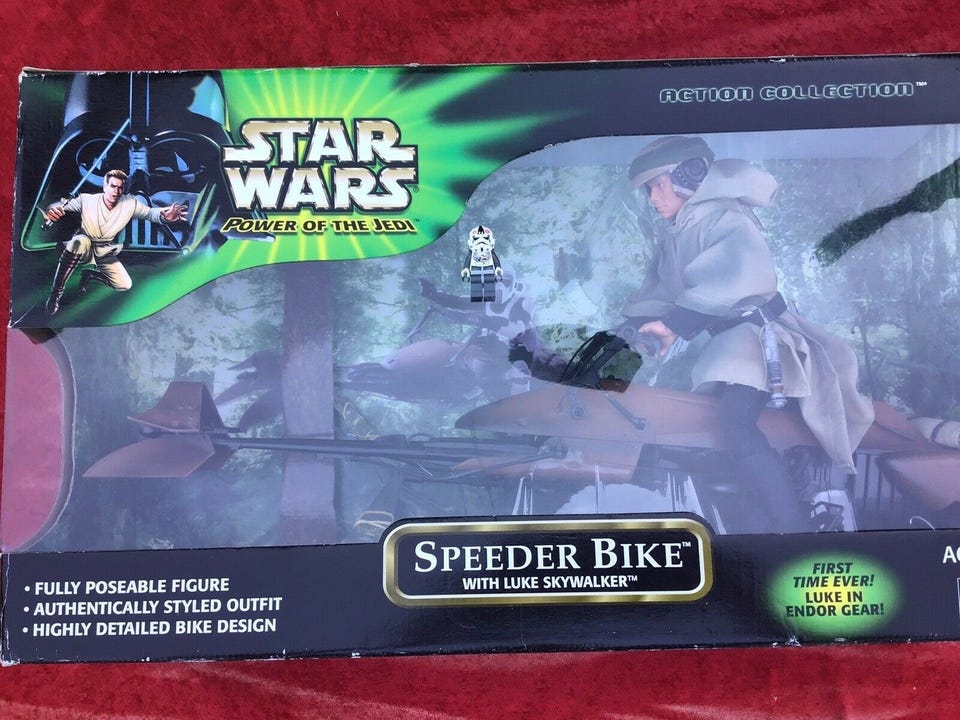 ACTION COLLECTION™
STAR
WARS
POWER OF THE JEDI™
SPEEDER BIKE™
WITH LUKE SKYWALKER™
• FULLY POSEABLE FIGURE
• AUTHENTICALLY STYLED OUTFIT
• HIGHLY DETAILED BIKE DESIGN
FIRST
TIME EVER!
LUKE IN
ENDOR GEAR!